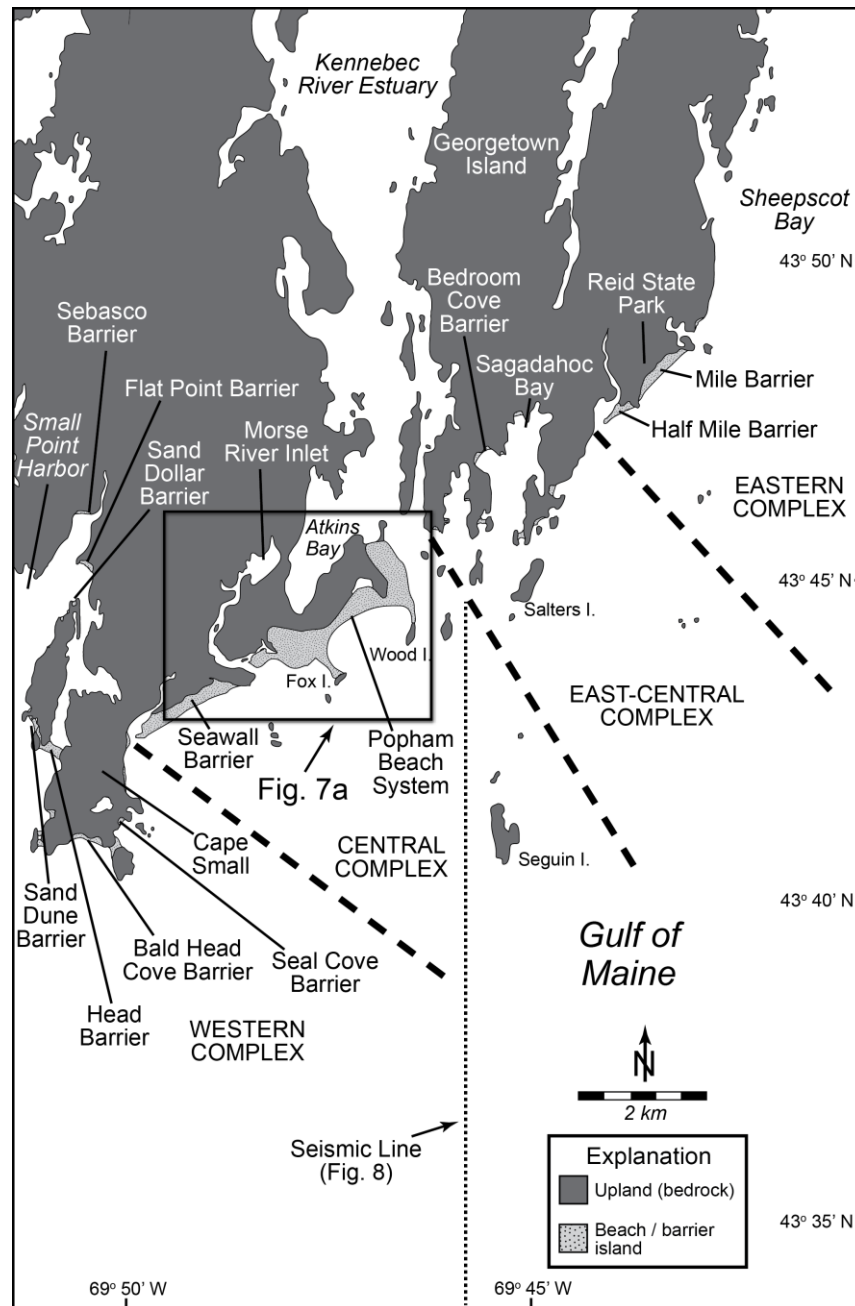 Kennebec
River Estuary
Georgetown
Island
Sheepscot
Bay
43° 50' N
Bedroom
Cove
Barrier
Reid State
Park
Sebasco
Barrier
Flat Point Barrier
Sagadahoc
Bay
Mile Barrier
Small
Point
Harbor
Sand
Dollar
Barrier
Morse
River Inlet
Half Mile Barrier
EASTERN
COMPLEX
Atkins
Bay
43° 45' N
Salters I.
Wood I.
Fox I.
EAST-CENTRAL
COMPLEX
Seawall
Barrier
Popham
Beach
System
Fig. 7a
Cape
Small
CENTRAL
COMPLEX
Seguin I.
Sand
Dune
Barrier
43° 40' N
Bald Head
Cove Barrier
Seal Cove
Barrier
Gulf of
Maine
Head
Barrier
WESTERN
COMPLEX
N
2 km
Seismic Line
(Fig. 8)
Explanation
Upland (bedrock)
Beach / barrier
island
43° 35' N
69° 50' W
69° 45' W